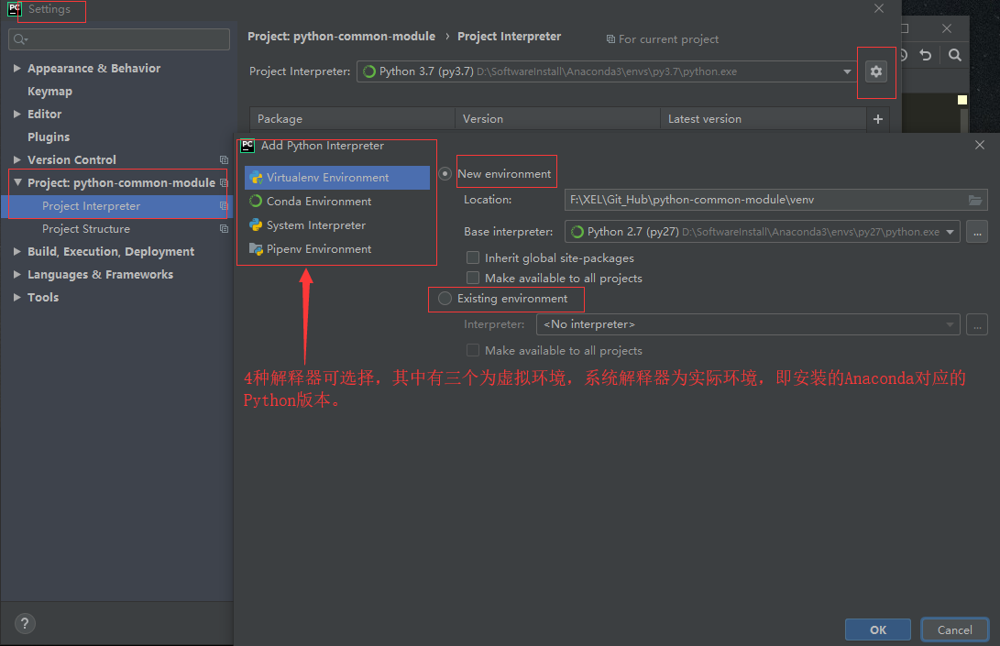 PC Settings
Project: python-common-module › Project Interpreter
For current project
Project Interpreter: Python 3.7 (py3.7) D:\SoftwareInstall\Anaconda3\envs\py3.7\python.exe
Package Version Latest version +
Appearance & Behavior
Keymap
Editor
Plugins
Version Control
Project: python-common-module
Project Interpreter
Project Structure
Build, Execution, Deployment
Languages & Frameworks
Tools
PC Add Python Interpreter
Virtualenv Environment
Conda Environment
System Interpreter
Pipenv Environment
New environment
Location: F:\XEL\Git_Hub\python-common-module\venv
Base interpreter: Python 2.7 (py27) D:\SoftwareInstall\Anaconda3\envs\py27\python.exe ...
Inherit global site-packages
Make available to all projects
Existing environment
Interpreter: <No interpreter> ...
Make available to all projects
4种解释器可选择，其中有三个为虚拟环境，系统解释器为实际环境，即安装的Anaconda对应的
Python版本。
?
OK Cancel